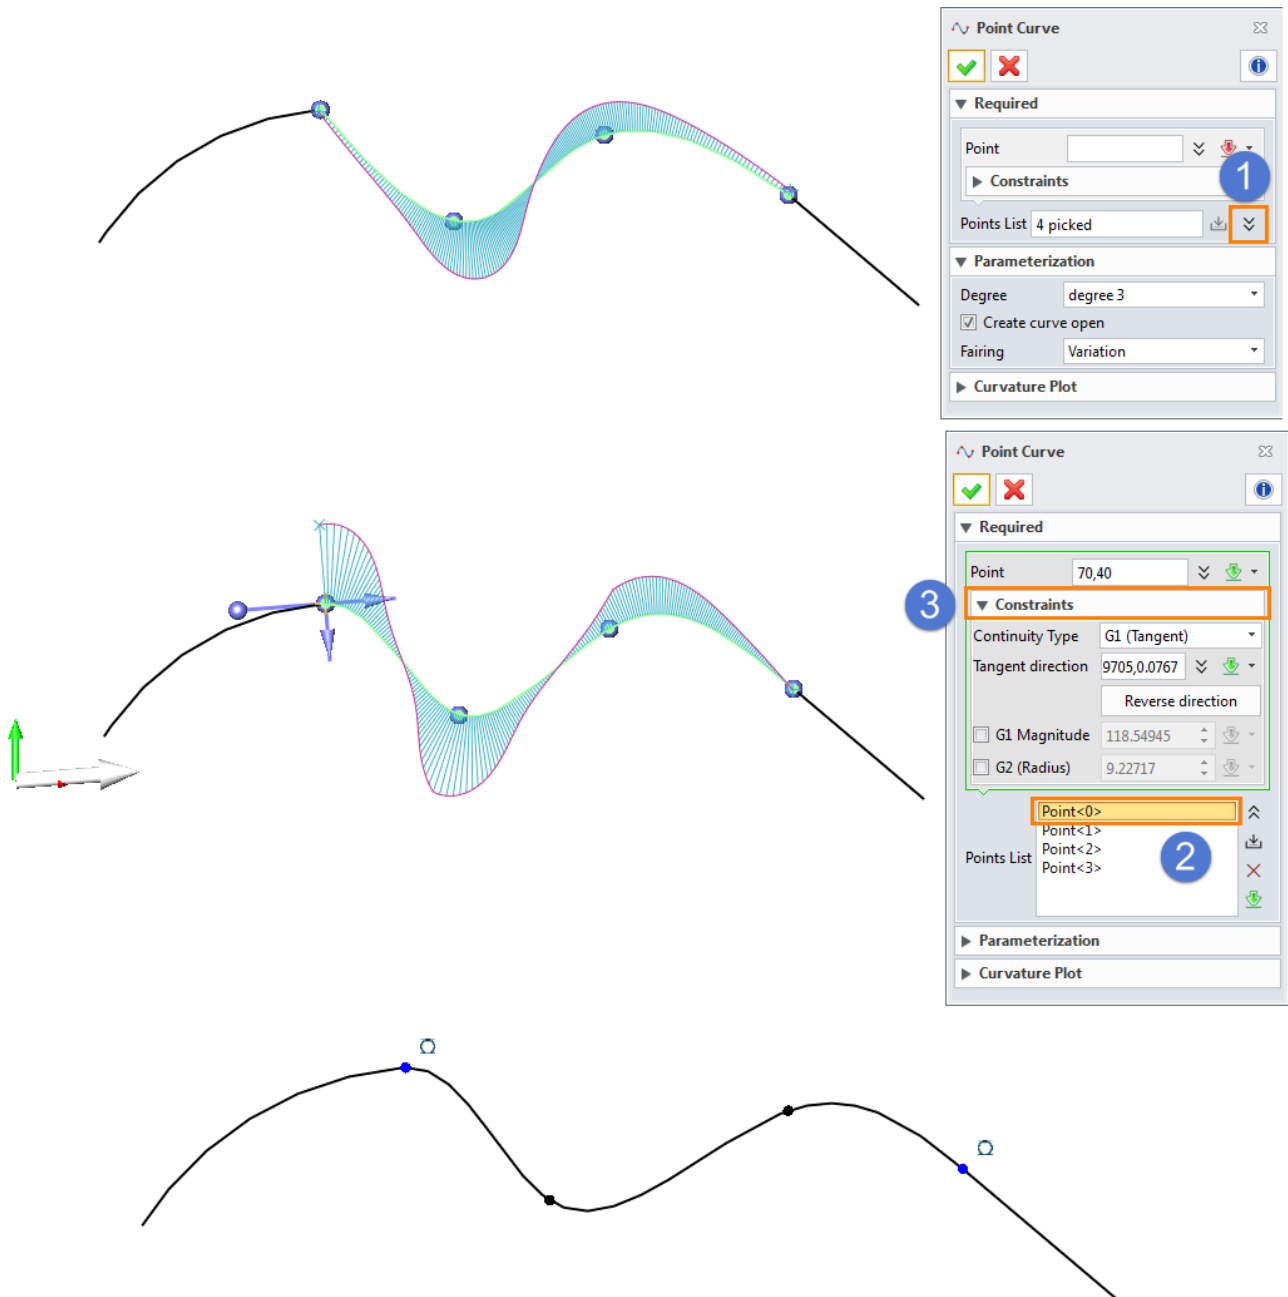 Point Curve
Required
Point
Constraints
1
Points List 4 picked
Parameterization
Degree degree 3
Create curve open
Fairing Variation
Curvature Plot
Point Curve
Required
Point 70,40
3
Constraints
Continuity Type G1 (Tangent)
Tangent direction 9705,0.0767
Reverse direction
G1 Magnitude 118.54945
G2 (Radius) 9.22717
Point<0>
Point<1>
Point<2>
Points List Point<3>
2
Parameterization
Curvature Plot